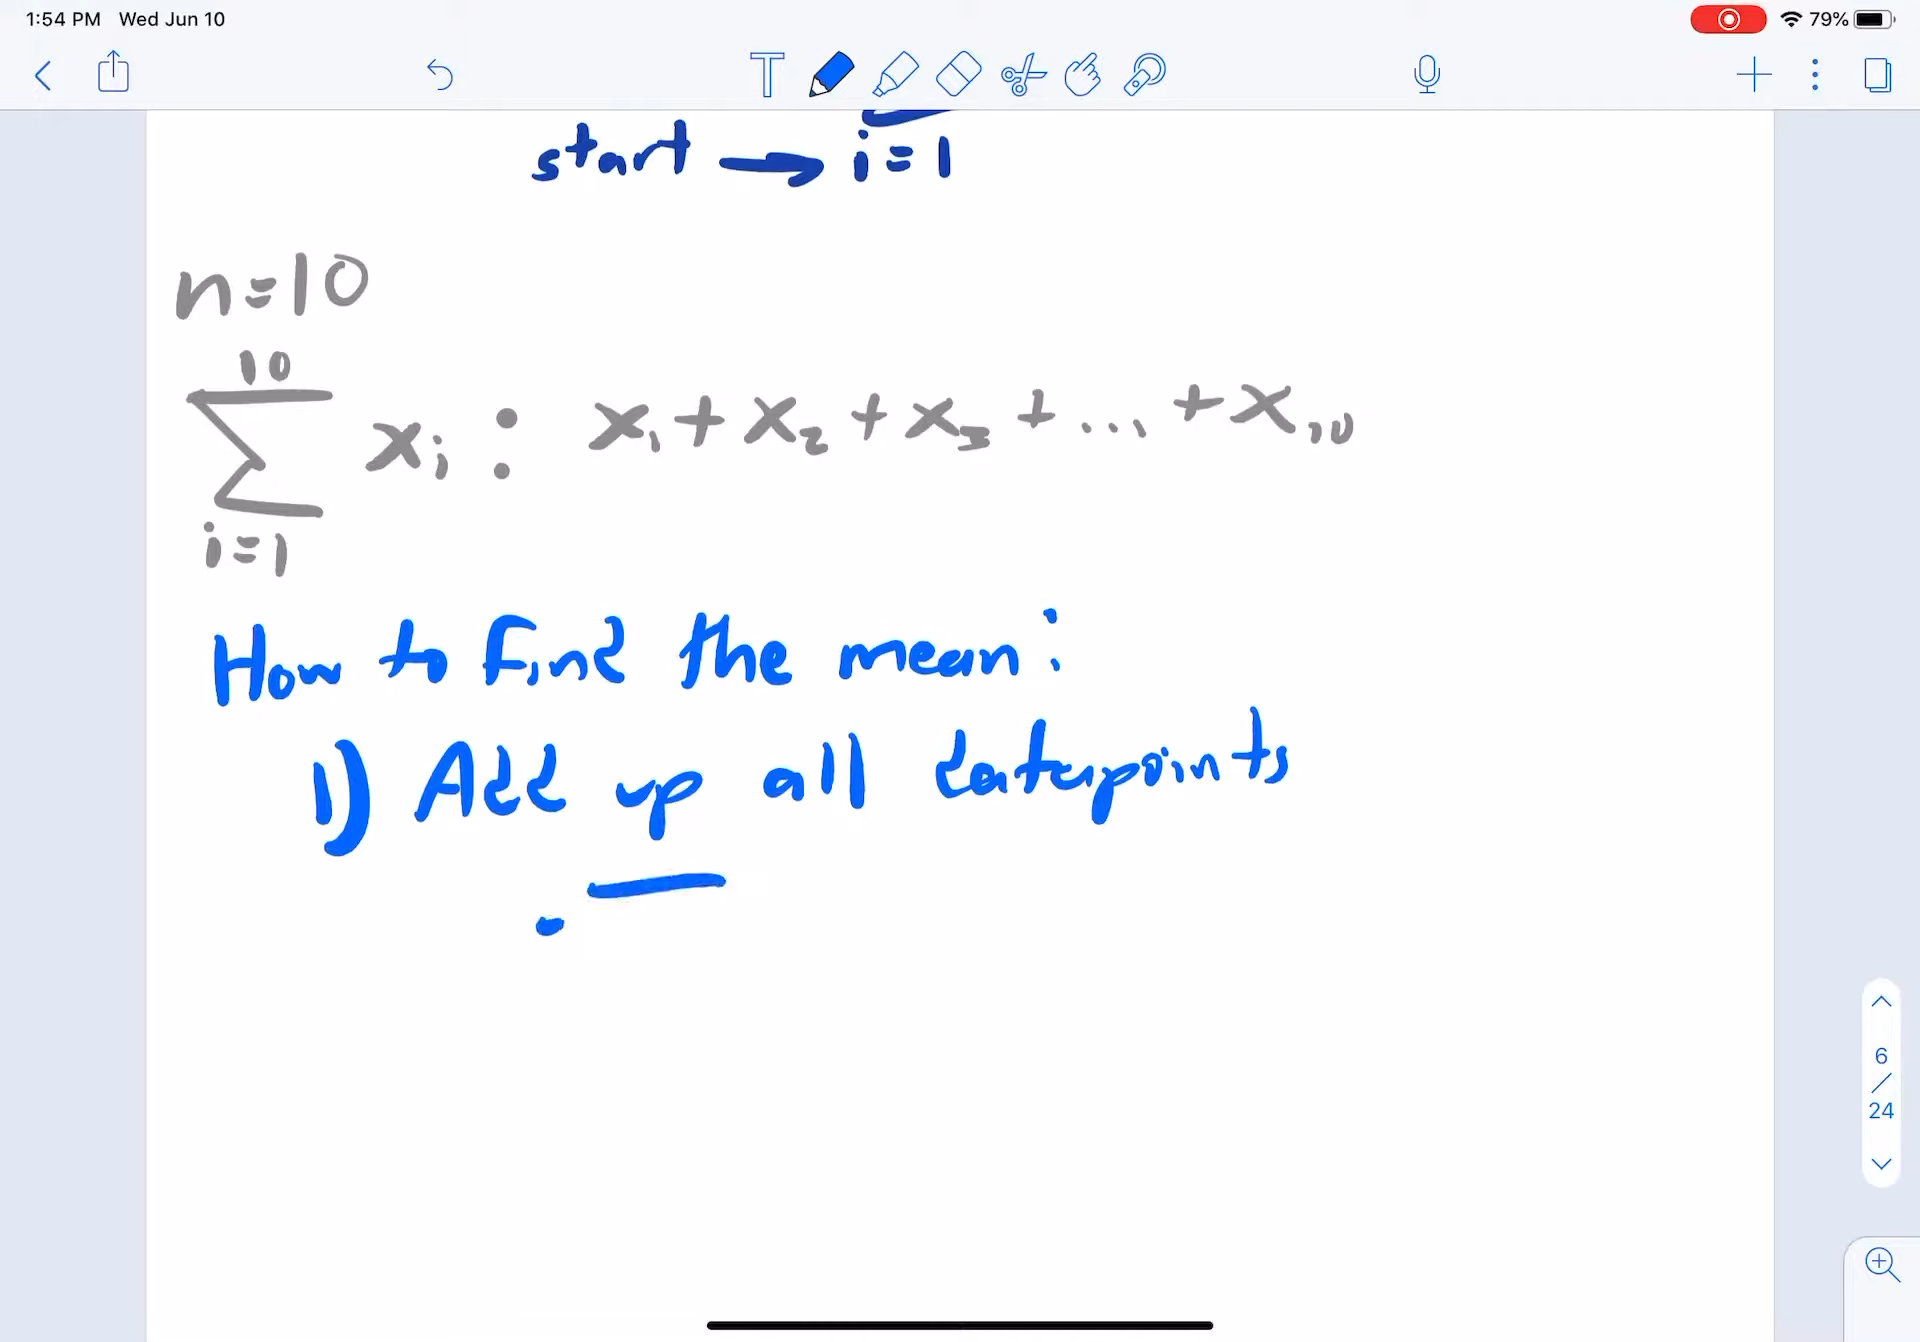 1:54 PM Wed Jun 10
79%
T
start → i=1
n=10
10
∑ xi : x1 + x2 + x3 + ... + x10
i=1
How to find the mean:
1) Add up all datapoints
6
/
24